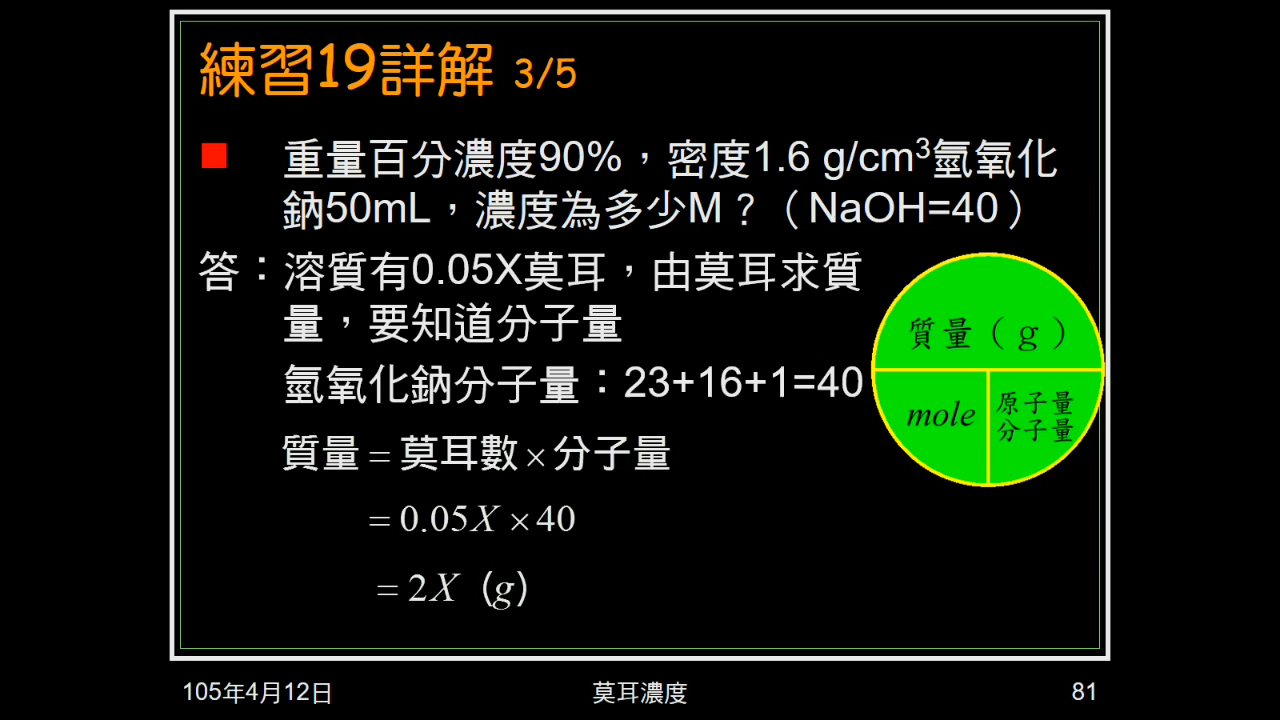 練習19詳解 3/5
重量百分濃度90%，密度1.6 g/cm³氫氧化
鈉50mL，濃度為多少M？（NaOH=40）
答：溶質有0.05X莫耳，由莫耳求質
量，要知道分子量
氫氧化鈉分子量：23+16+1=40
質量＝莫耳數×分子量
= 0.05X × 40
= 2X (g)
質量（g）
mole
原子量
分子量
105年4月12日
莫耳濃度
81